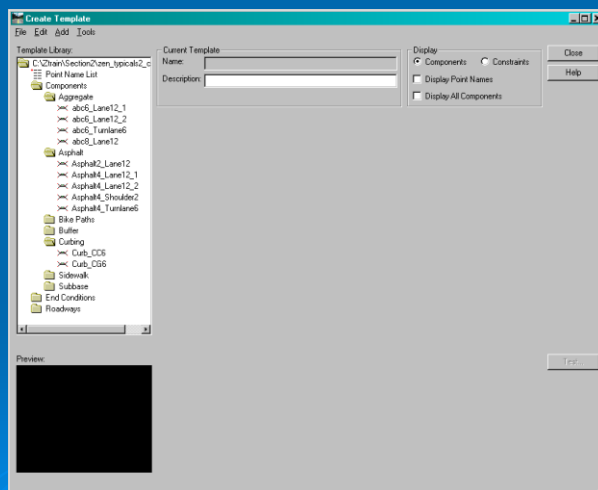 Create Template
File Edit Add Tools
Template Library:
C:\Ztrain\Section2\zen_typicals2_c
Point Name List
Components
Aggregate
abc6_Lane12_1
abc6_Lane12_2
abc6_Turnlane6
abc8_Lane12
Asphalt
Asphalt2_Lane12
Asphalt4_Lane12_1
Asphalt4_Lane12_2
Asphalt4_Shoulder2
Asphalt4_Turnlane6
Bike Paths
Buffer
Curbing
Curb_CC6
Curb_CG6
Sidewalk
Subbase
End Conditions
Roadways
Current Template
Name:
Description:
Display
Components Constraints
Display Point Names
Display All Components
Close
Help
Preview:
Test...